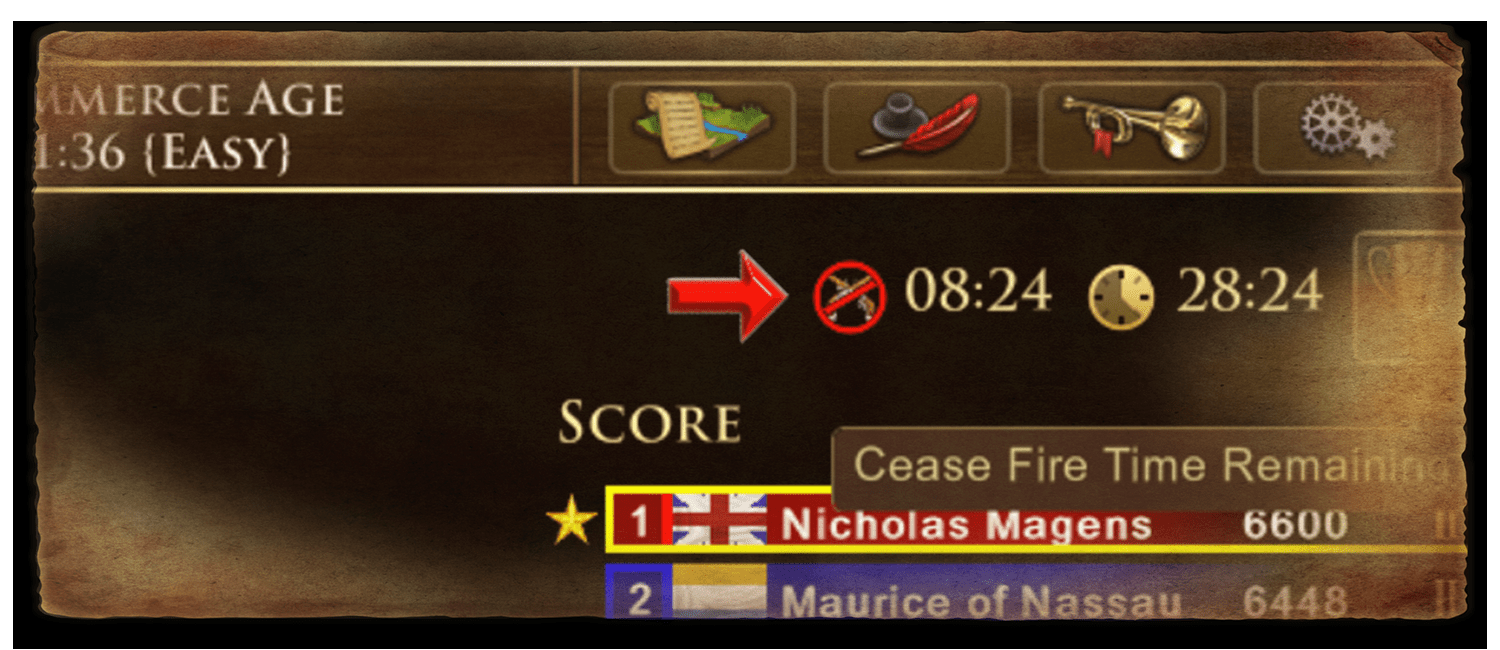 MMERCE AGE
1:36 {EASY}
08:24 28:24
SCORE
Cease Fire Time Remaining
1 Nicholas Magens 6600
2 Maurice of Nassau 6448